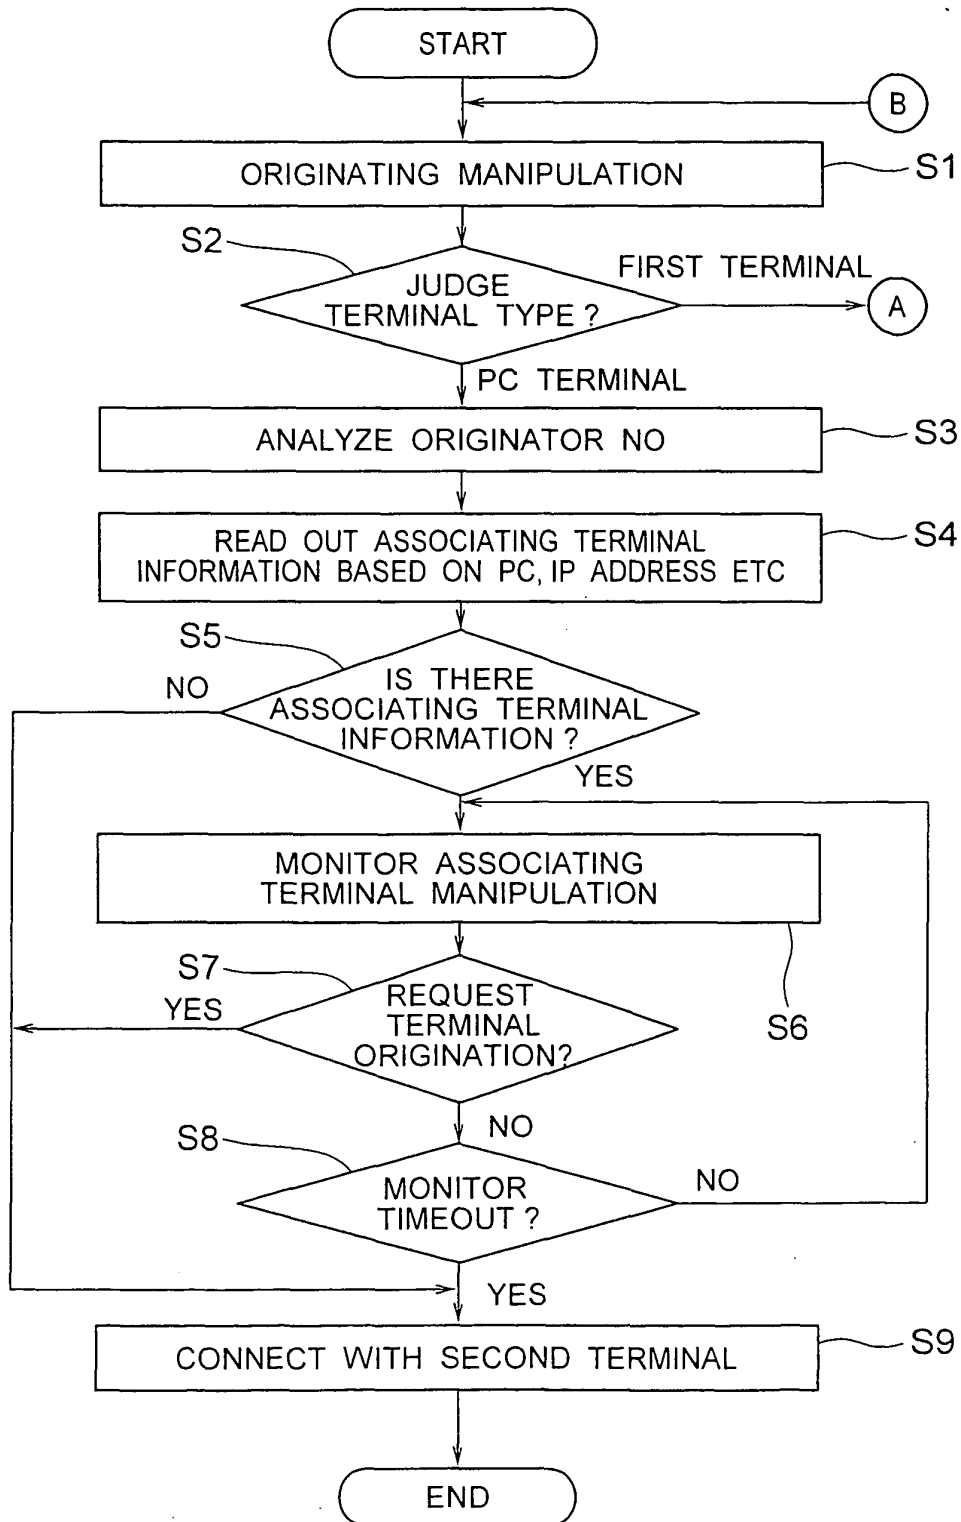 START
B
ORIGINATING MANIPULATION
S1
S2
JUDGE
TERMINAL TYPE ?
FIRST TERMINAL
A
PC TERMINAL
ANALYZE ORIGINATOR NO
S3
READ OUT ASSOCIATING TERMINAL
INFORMATION BASED ON PC, IP ADDRESS ETC
S4
S5
NO
IS THERE
ASSOCIATING TERMINAL
INFORMATION ?
YES
MONITOR ASSOCIATING
TERMINAL MANIPULATION
S6
S7
YES
REQUEST
TERMINAL
ORIGINATION?
NO
S8
MONITOR
TIMEOUT ?
NO
YES
CONNECT WITH SECOND TERMINAL
S9
END